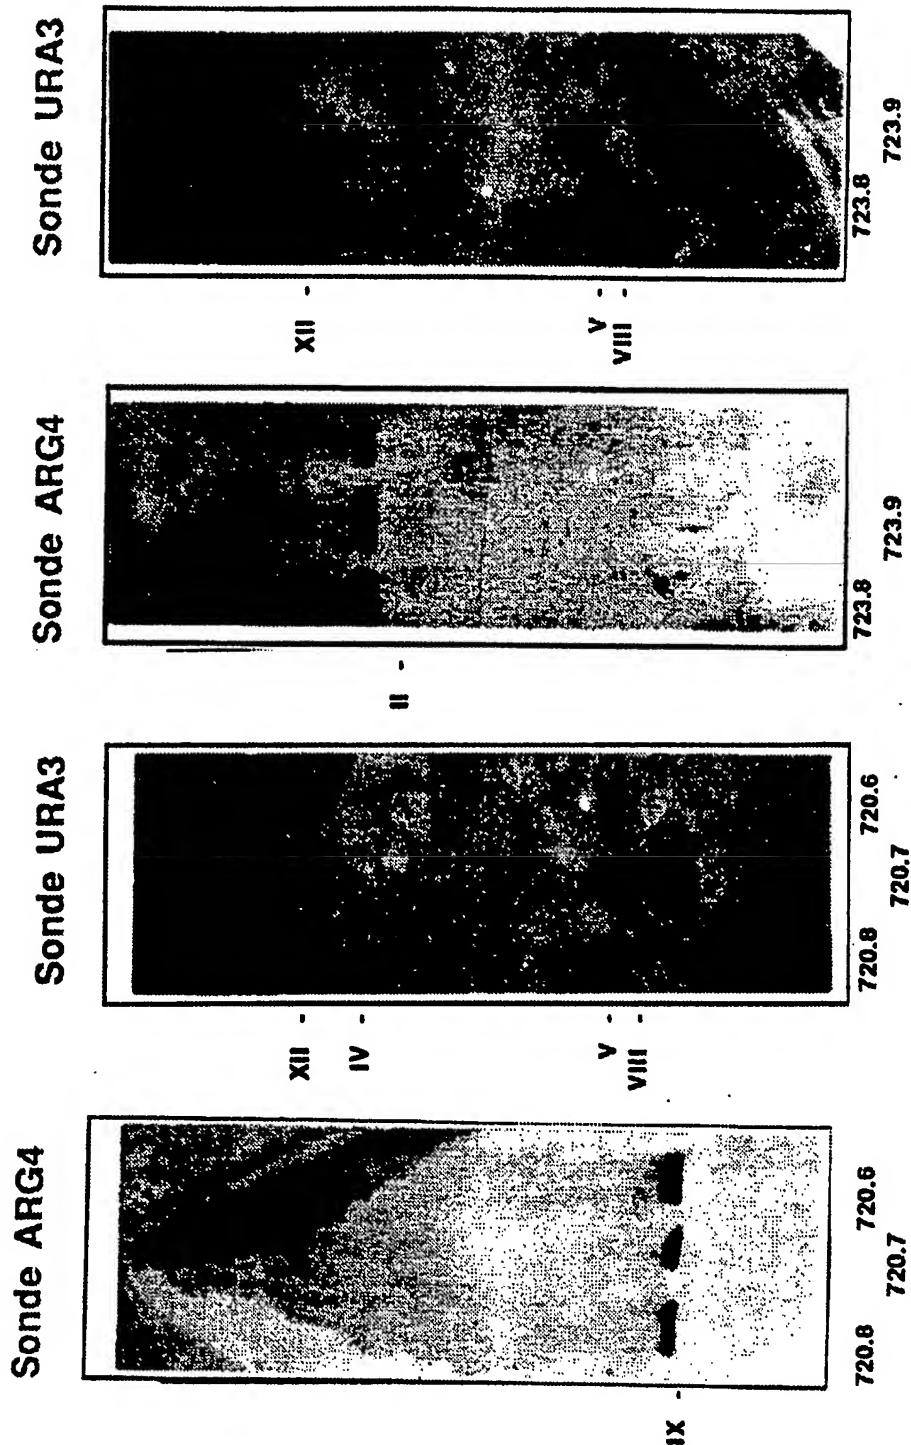 Sonde ARG4
IX
720.8
720.7
720.6
Sonde URA3
XII
IV
V
VIII
720.8
720.7
720.6
Sonde ARG4
II
723.8
723.9
Sonde URA3
XII
V
VIII
723.8
723.9